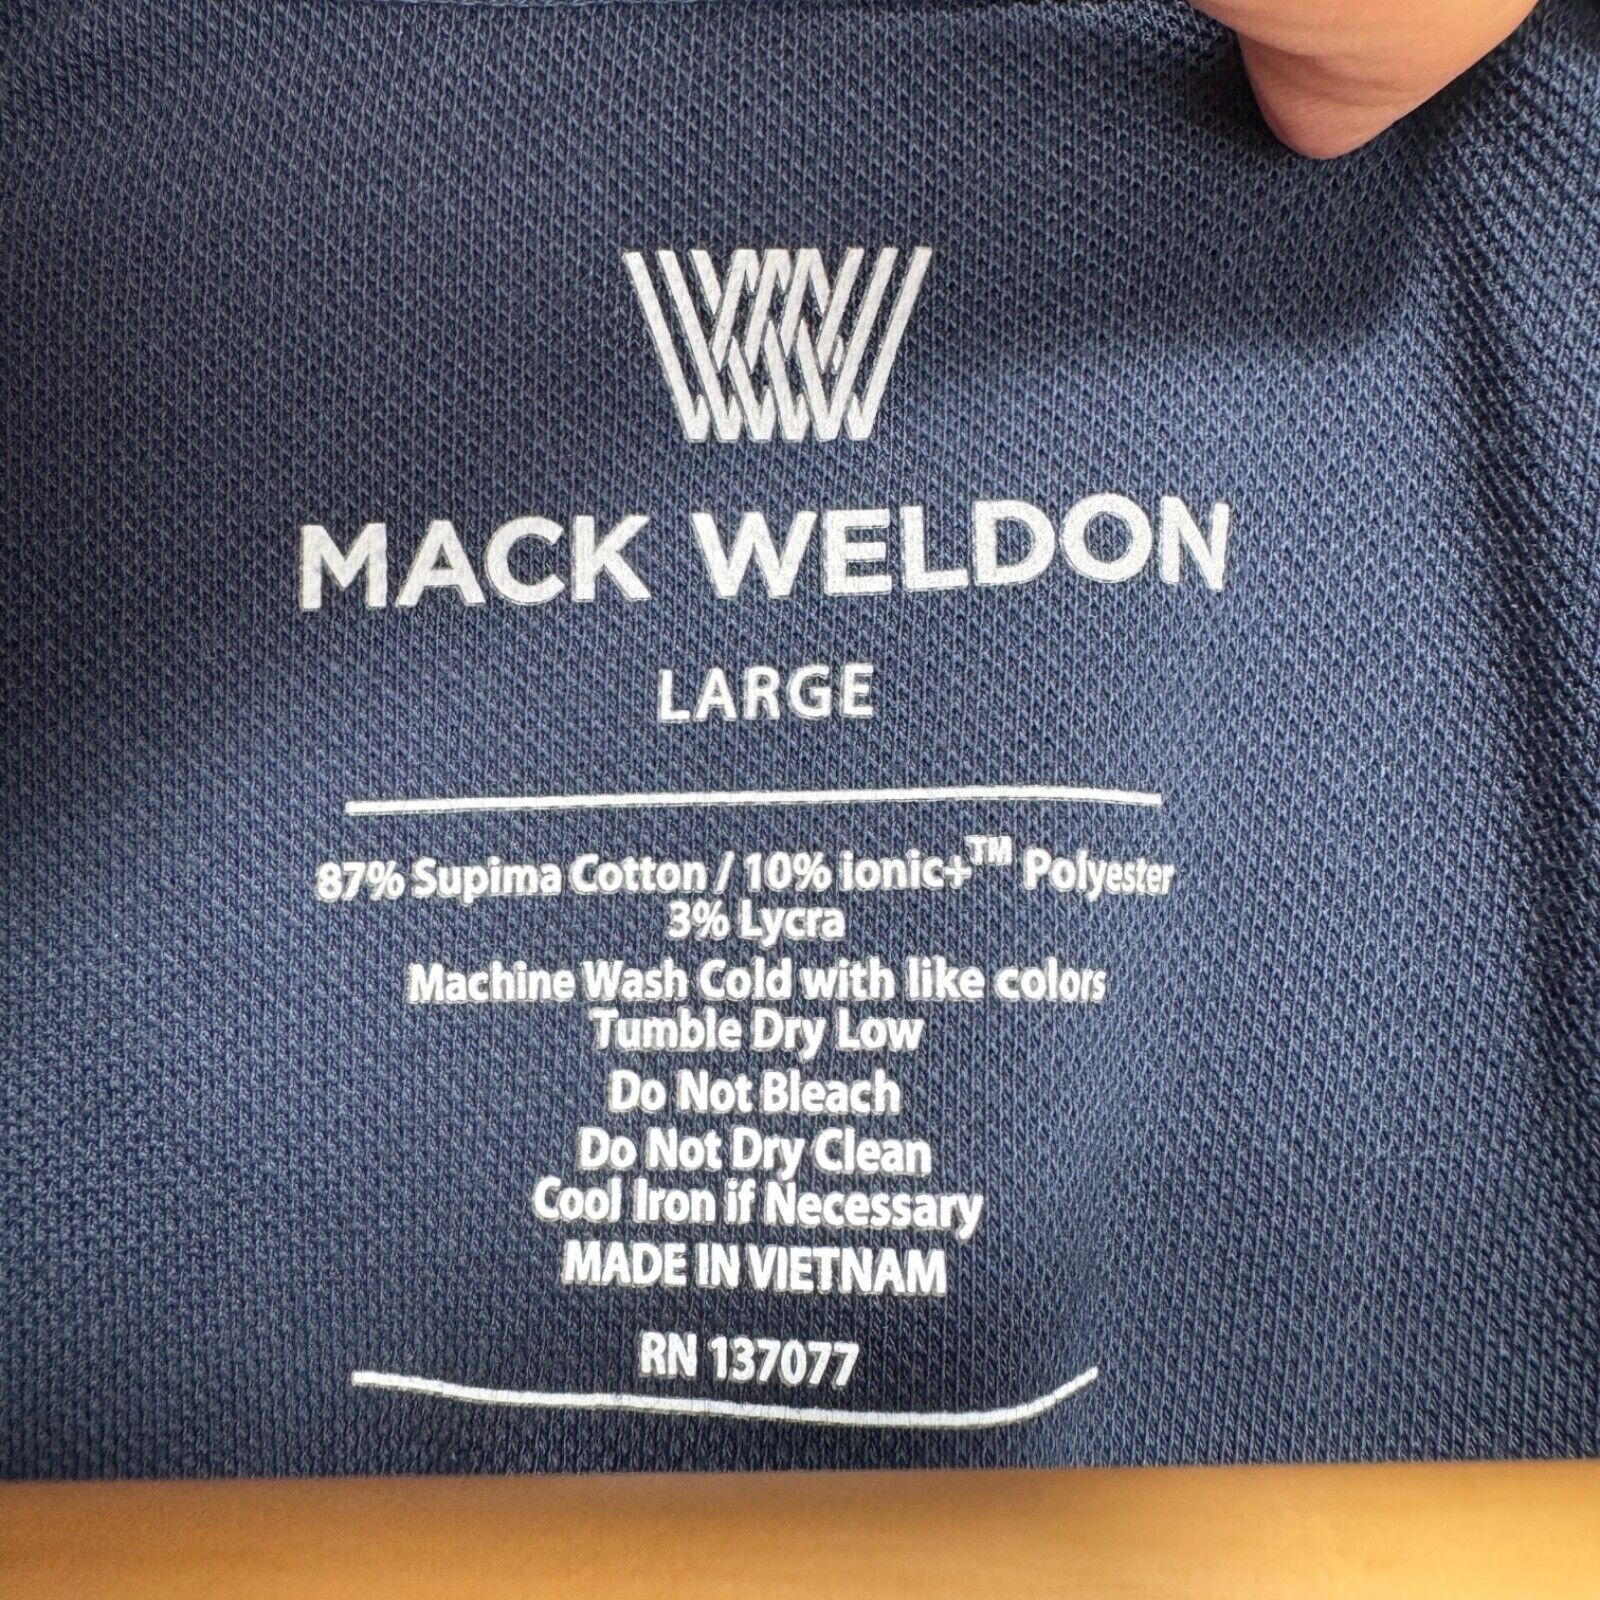 MACK WELDON
LARGE
87% Supima Cotton / 10% ionic+™ Polyester
3% Lycra
Machine Wash Cold with like colors
Tumble Dry Low
Do Not Bleach
Do Not Dry Clean
Cool Iron if Necessary
MADE IN VIETNAM
RN 137077